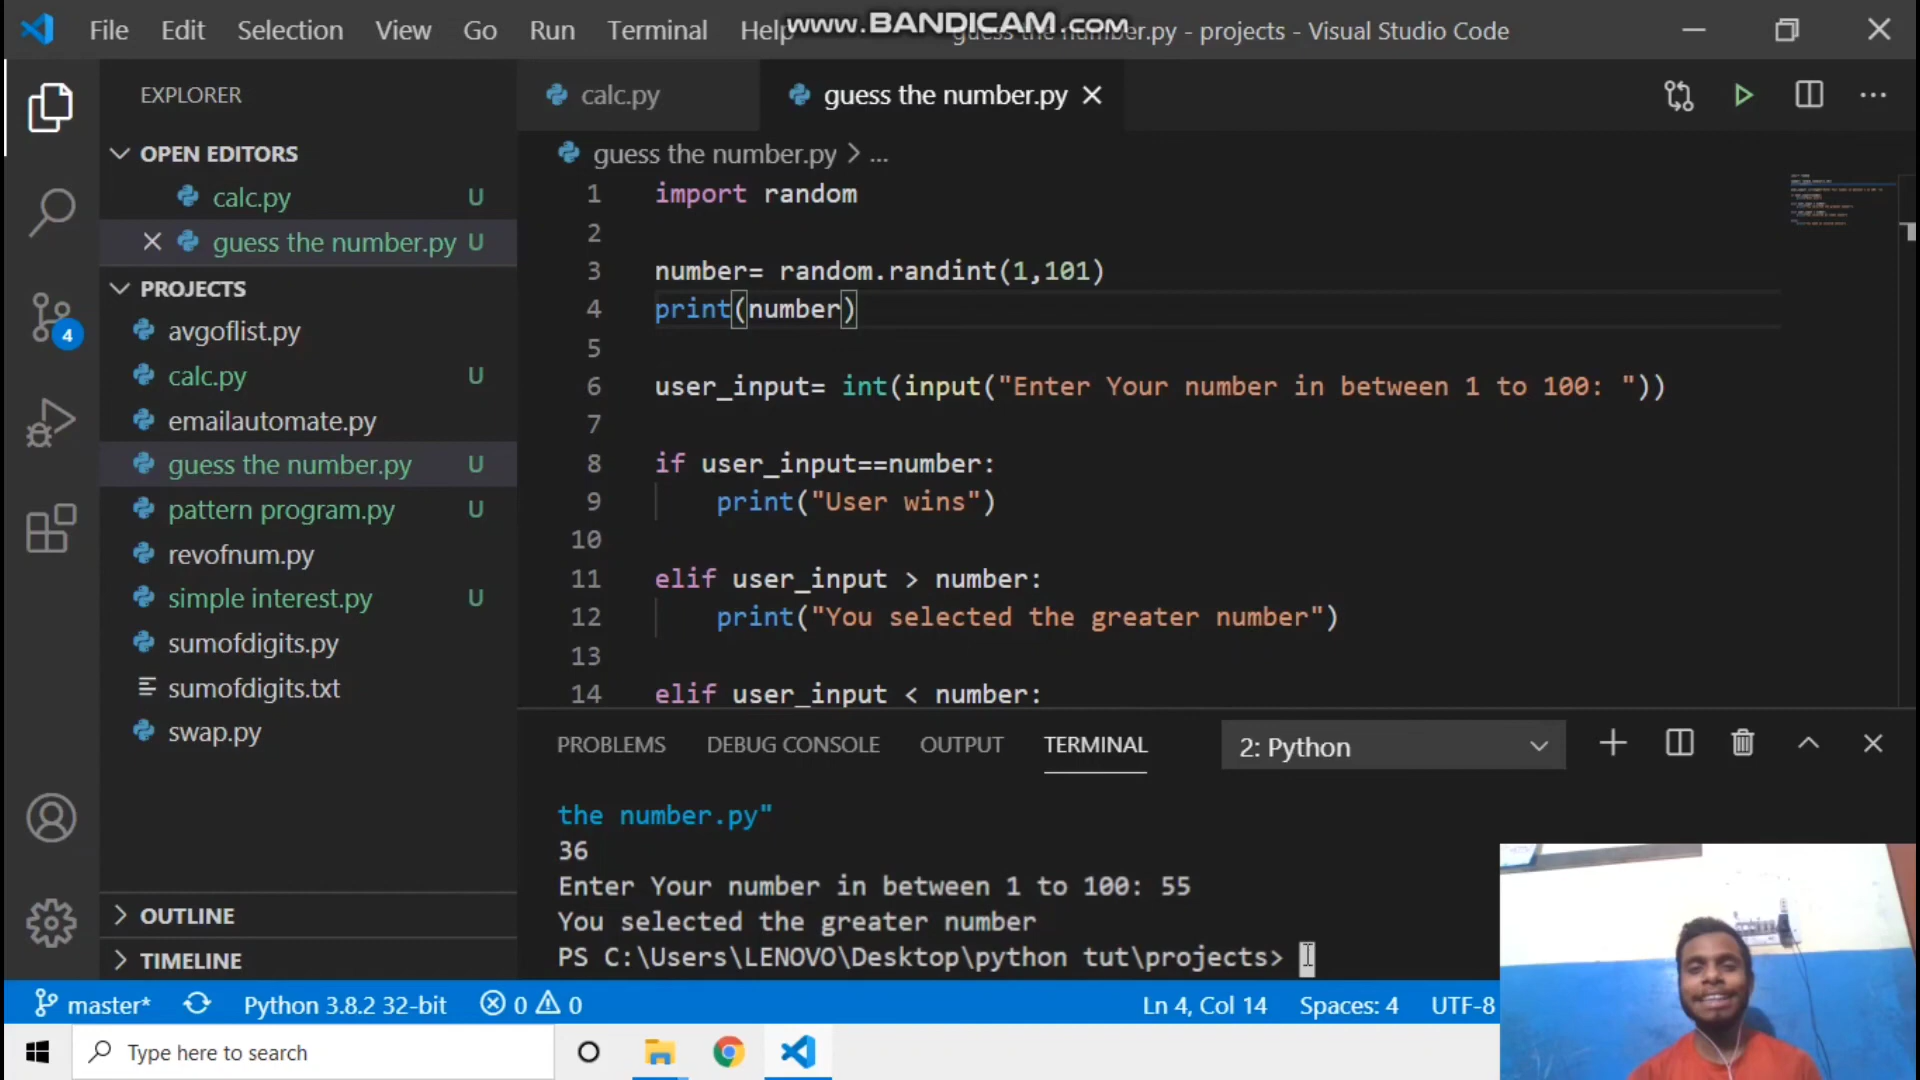 File Edit Selection View Go Run Terminal Help
www.BANDICAM.com
er.py - projects - Visual Studio Code
EXPLORER
OPEN EDITORS
calc.py U
guess the number.py U
PROJECTS
avgoflist.py
calc.py U
emailautomate.py
guess the number.py U
pattern program.py U
revofnum.py
simple interest.py U
sumofdigits.py
sumofdigits.txt
swap.py
OUTLINE
TIMELINE
4
calc.py
guess the number.py
guess the number.py > ...
1 import random
2
3 number= random.randint(1,101)
4 print(number)
5
6 user_input= int(input("Enter Your number in between 1 to 100: "))
7
8 if user_input==number:
9 print("User wins")
10
11 elif user_input > number:
12 print("You selected the greater number")
13
14 elif user_input < number:
PROBLEMS DEBUG CONSOLE OUTPUT TERMINAL 2: Python
the number.py"
36
Enter Your number in between 1 to 100: 55
You selected the greater number
PS C:\Users\LENOVO\Desktop\python tut\projects>
master* Python 3.8.2 32-bit 0 0 Ln 4, Col 14 Spaces: 4 UTF-8
Type here to search